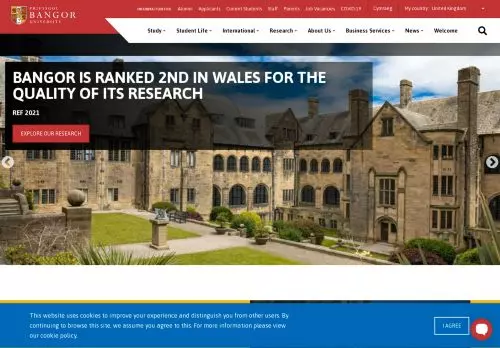 PRIFYSGOL
BANGOR
UNIVERSITY
INFORMATION FOR: Alumni Applicants Current Students Staff Parents Job Vacancies COVID-19 Cymraeg My country: United Kingdom
Study Student Life International Research About Us Business Services News Welcome
BANGOR IS RANKED 2ND IN WALES FOR THE
QUALITY OF ITS RESEARCH
REF 2021
EXPLORE OUR RESEARCH
This website uses cookies to improve your experience and distinguish you from other users. By
continuing to browse this site, we assume you agree to this. For more information please view
our cookie policy.
I AGREE